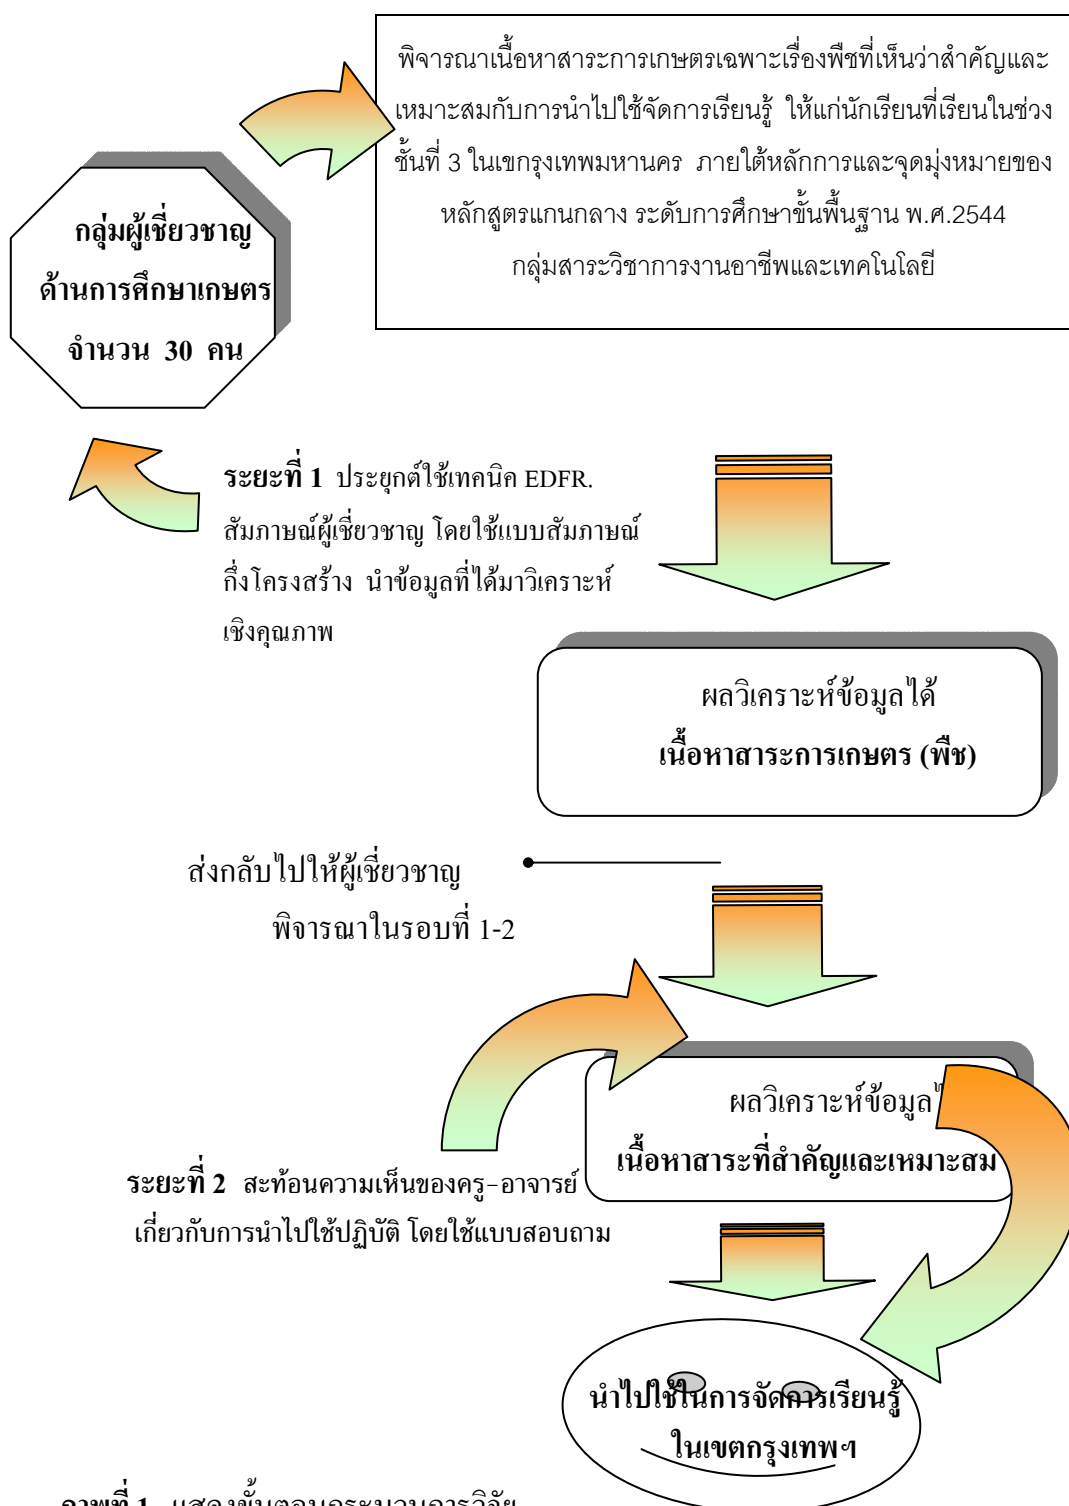 พิจารณาเนื้อหาสาระการเกษตรเฉพาะเรื่องพืชที่เห็นว่าสำคัญและ
เหมาะสมกับการนำไปใช้จัดการเรียนรู้ ให้แก่นักเรียนที่เรียนในช่วง
ชั้นที่ 3 ในเขกรุงเทพมหานคร ภายใต้หลักการและจุดมุ่งหมายของ
หลักสูตรแกนกลาง ระดับการศึกษาขั้นพื้นฐาน พ.ศ.2544
กลุ่มสาระวิชาการงานอาชีพและเทคโนโลยี
กลุ่มผู้เชี่ยวชาญ
ด้านการศึกษาเกษตร
จำนวน 30 คน
ระยะที่ 1 ประยุกต์ใช้เทคนิค EDFR.
สัมภาษณ์ผู้เชี่ยวชาญ โดยใช้แบบสัมภาษณ์
กึ่งโครงสร้าง นำข้อมูลที่ได้มาวิเคราะห์
เชิงคุณภาพ
ผลวิเคราะห์ข้อมูลได้
เนื้อหาสาระการเกษตร (พืช)
ส่งกลับไปให้ผู้เชี่ยวชาญ
พิจารณาในรอบที่ 1-2
ผลวิเคราะห์ข้อมูล
เนื้อหาสาระที่สำคัญและเหมาะสม
ระยะที่ 2 สะท้อนความเห็นของครู-อาจารย์
เกี่ยวกับการนำไปใช้ปฏิบัติ โดยใช้แบบสอบถาม
นำไปใช้ในการจัดการเรียนรู้
ในเขตกรุงเทพฯ
ภาพที่ 1 แสดงขั้นตอนกระบวนการวิจัย